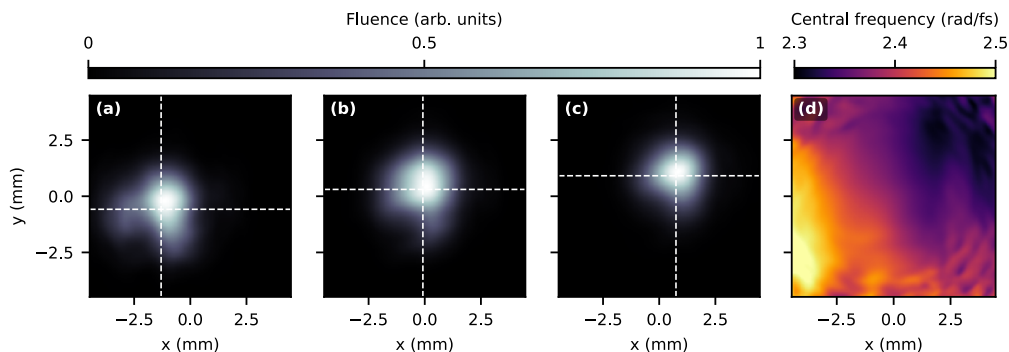 Fluence (arb. units)
Central frequency (rad/fs)
0 0.5 1
2.3 2.4 2.5
(a) (b) (c) (d)
2.5
0.0
−2.5
y (mm)
−2.5 0.0 2.5
−2.5 0.0 2.5
−2.5 0.0 2.5
−2.5 0.0 2.5
x (mm) x (mm) x (mm) x (mm)